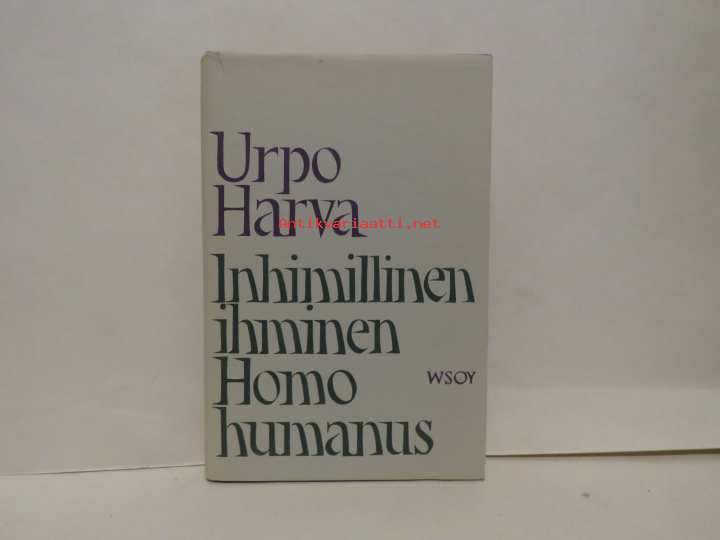 Urpo
Harva
Antikvariaatti.net
Inhimillinen
ihminen
Homo
WSOY
humanus